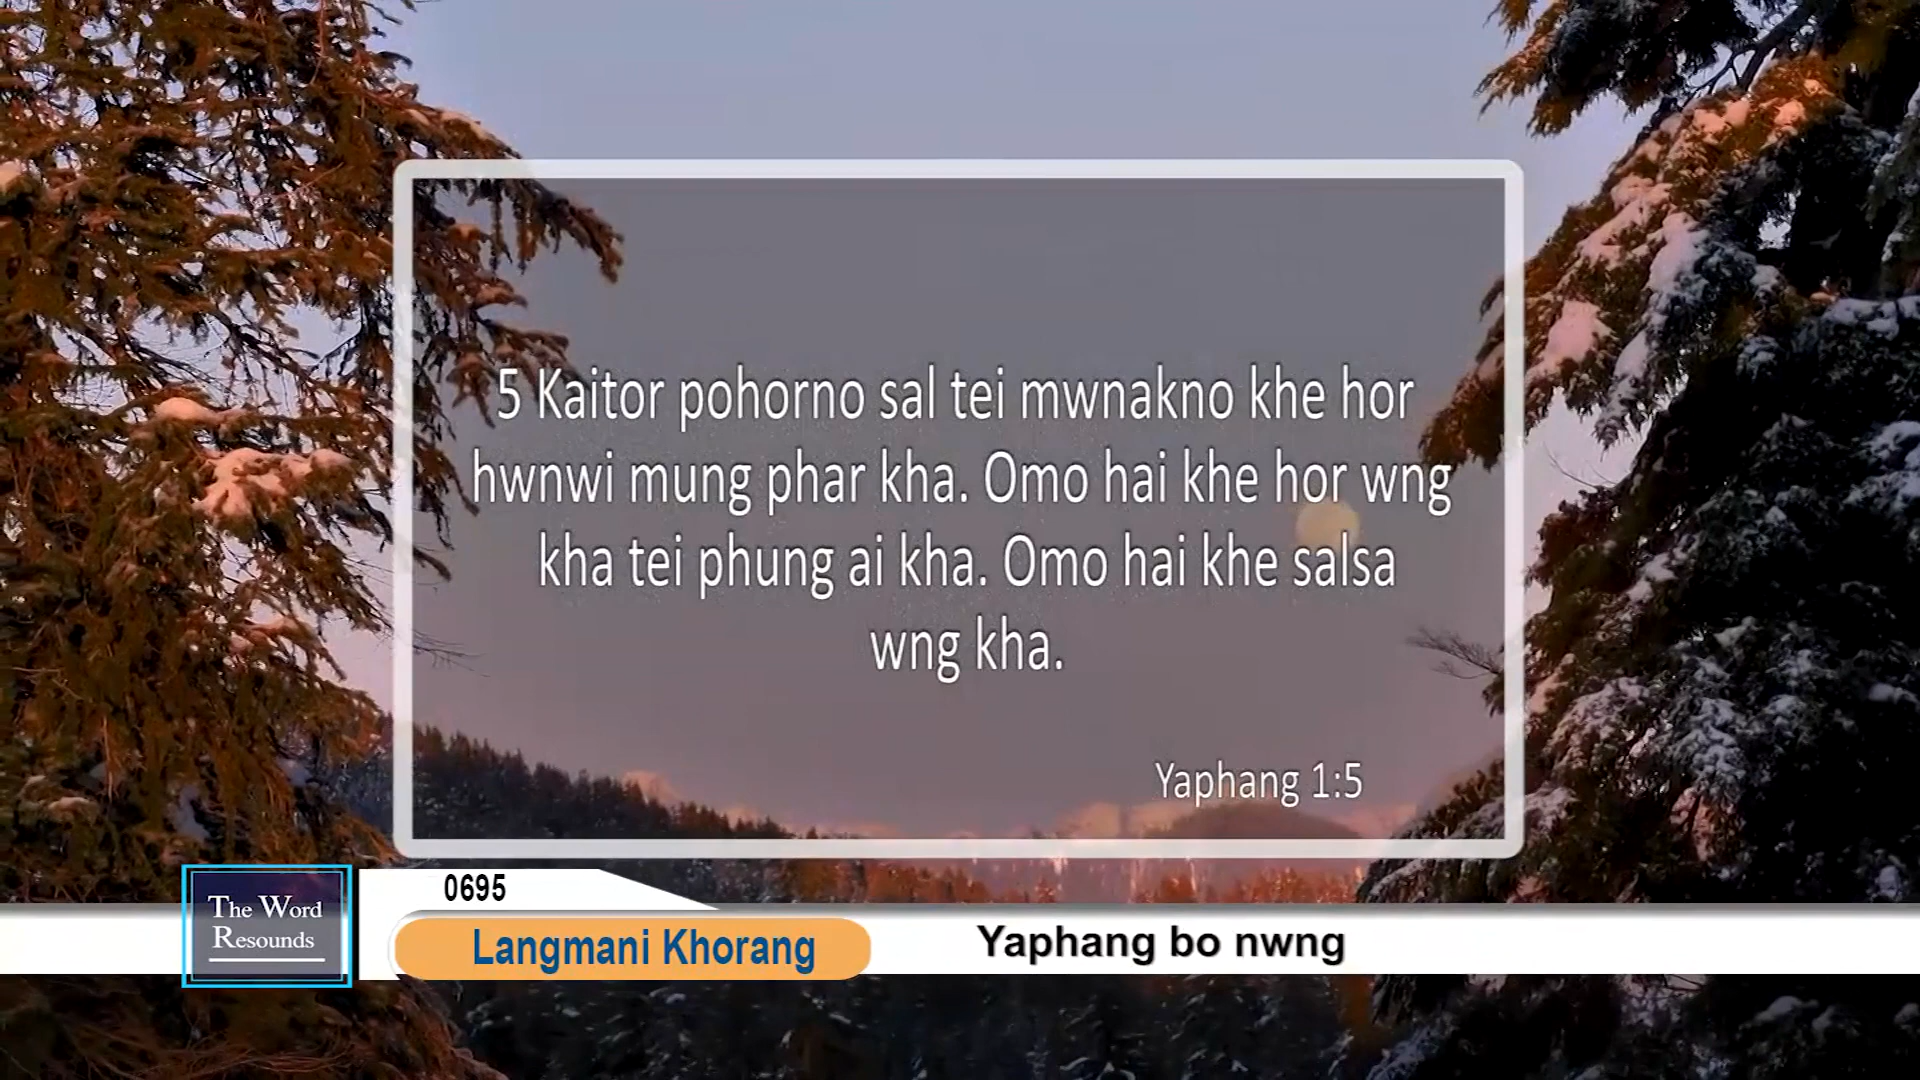 5 Kaitor pohorno sal tei mwnakno khe hor
hwnwi mung phar kha. Omo hai khe hor wng
kha tei phung ai kha. Omo hai khe salsa
wng kha.
Yaphang 1:5
0695
The Word
Resounds
Langmani Khorang
Yaphang bo nwng